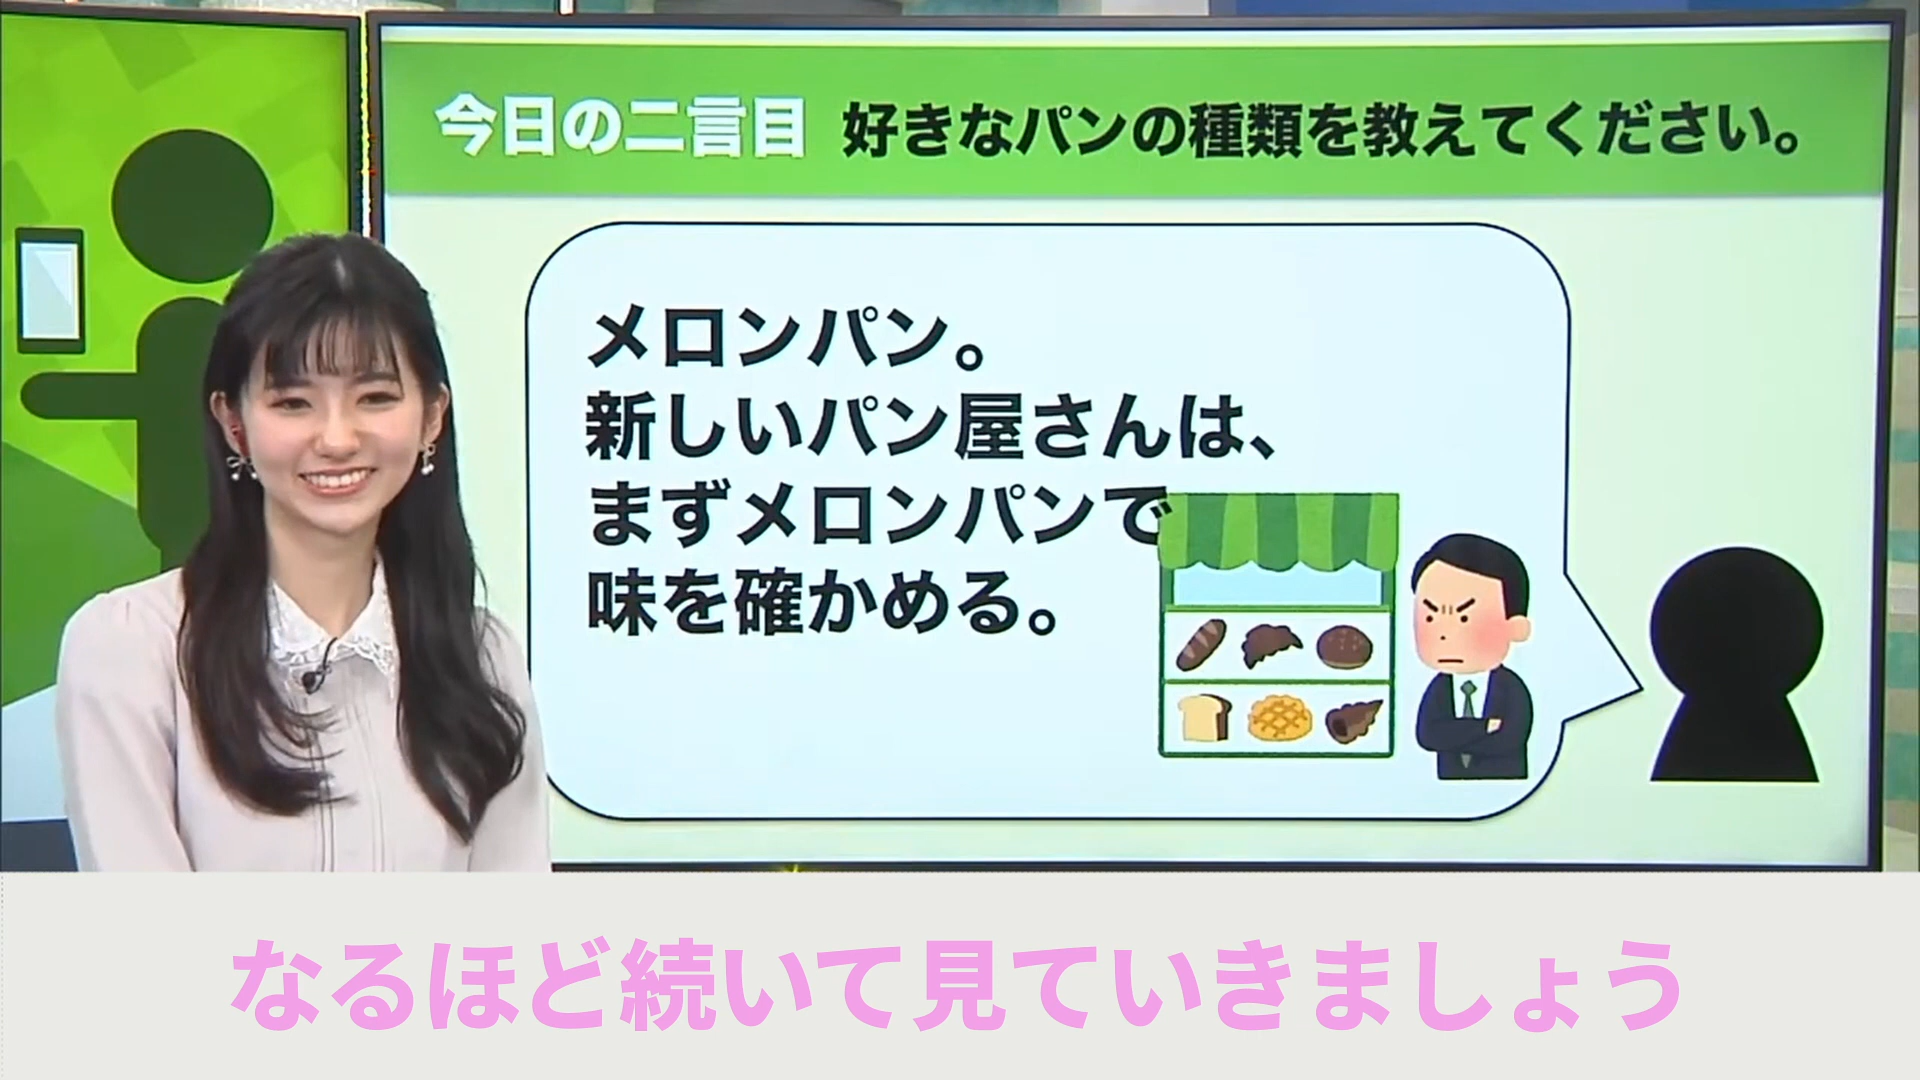 今日の二言目 好きなパンの種類を教えてください。
メロンパン。
新しいパン屋さんは、
まずメロンパンで
味を確かめる。
なるほど続いて見ていきましょう